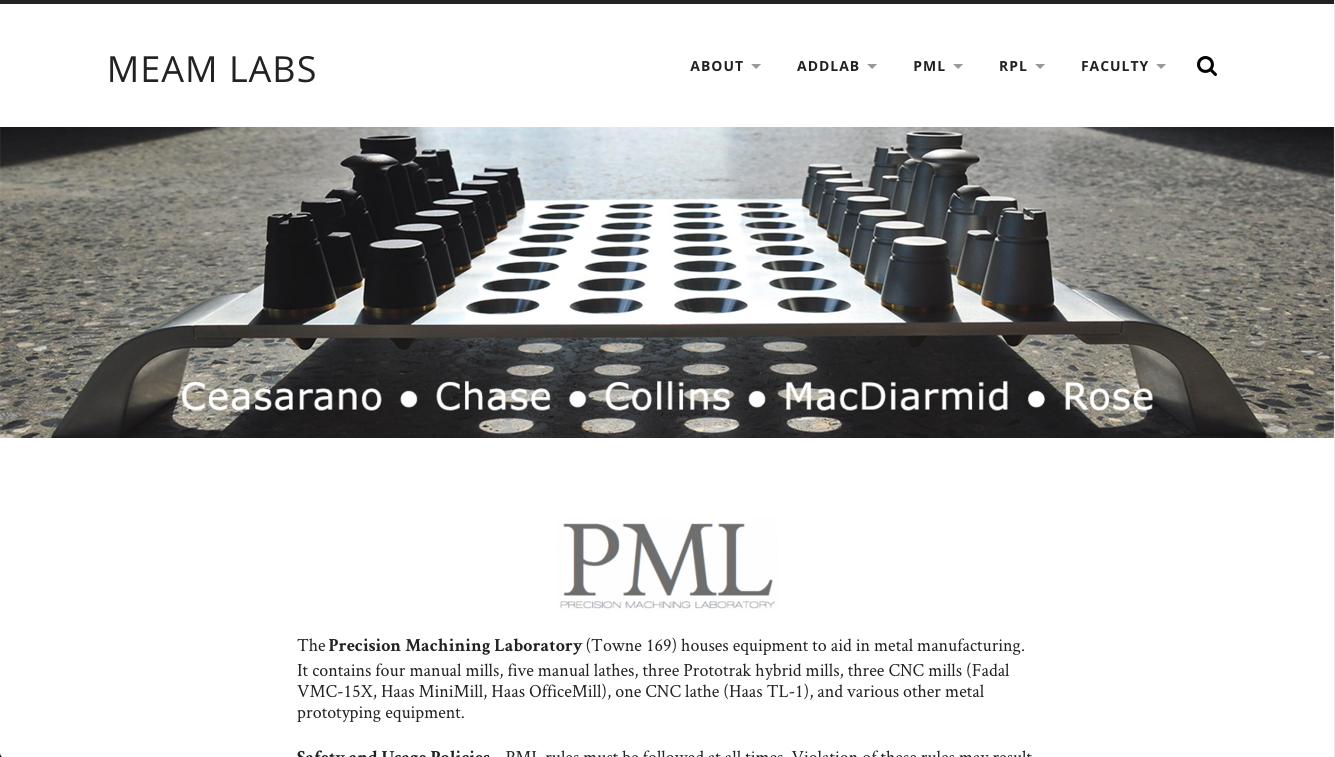 MEAM LABS
ABOUT ADDLAB PML RPL FACULTY
Ceasarano ● Chase ● Collins ● MacDiarmid ● Rose
PML
PRECISION MACHINING LABORATORY
The Precision Machining Laboratory (Towne 169) houses equipment to aid in metal manufacturing.
It contains four manual mills, five manual lathes, three Prototrak hybrid mills, three CNC mills (Fadal
VMC-15X, Haas MiniMill, Haas OfficeMill), one CNC lathe (Haas TL-1), and various other metal
prototyping equipment.
Safety and Usage Policies – PML rules must be followed at all times. Violation of these rules may result